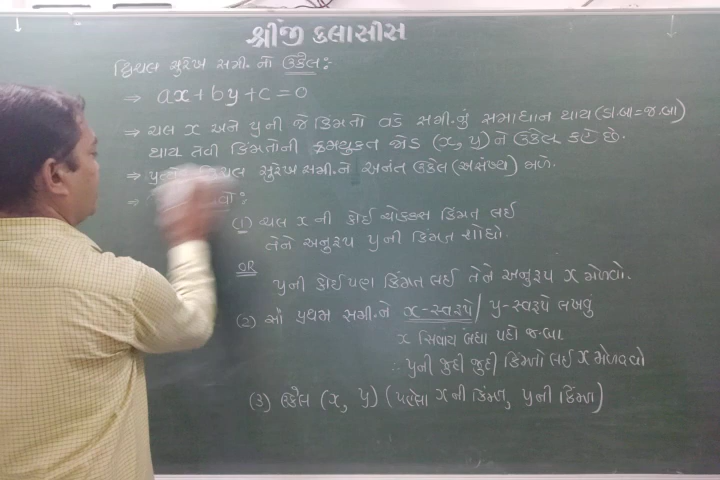 શ્રીજી કલાસીસ
દ્વિચલ સુરેખ સમી. નો ઉકેલ :-
⇒ ax + by + c = 0
⇒ ચલ x અને y ની જે કિંમતો વડે સમી.નું સમાધાન થાય (ડા.બા = જ.બા)
થાય તેવી કિંમતોની ક્રમયુક્ત જોડ (x, y) ને ઉકેલ કહે છે.
⇒ સુરેખ સમી.ને અનંત ઉકેલ (અસંખ્ય) મળે.
⇒
(1) ચલ x ની કોઈ ચોકકસ કિંમત લઈ
તેને અનુરૂપ y ની કિંમત શોધો.
OR
y ની કોઈ પણ કિંમત લઈ તેને અનુરૂપ x મેળવો.
(2) સૌ પ્રથમ સમી.ને x-સ્વરૂપે / y-સ્વરૂપે લખવું
x સિવાય બધા પદો જ.બા.
∴ y ની જુદી જુદી કિંમતો લઈ x મેળવવો
(3) ઉકેલ (x, y) (પહેલા x ની કિંમત, y ની કિંમત)